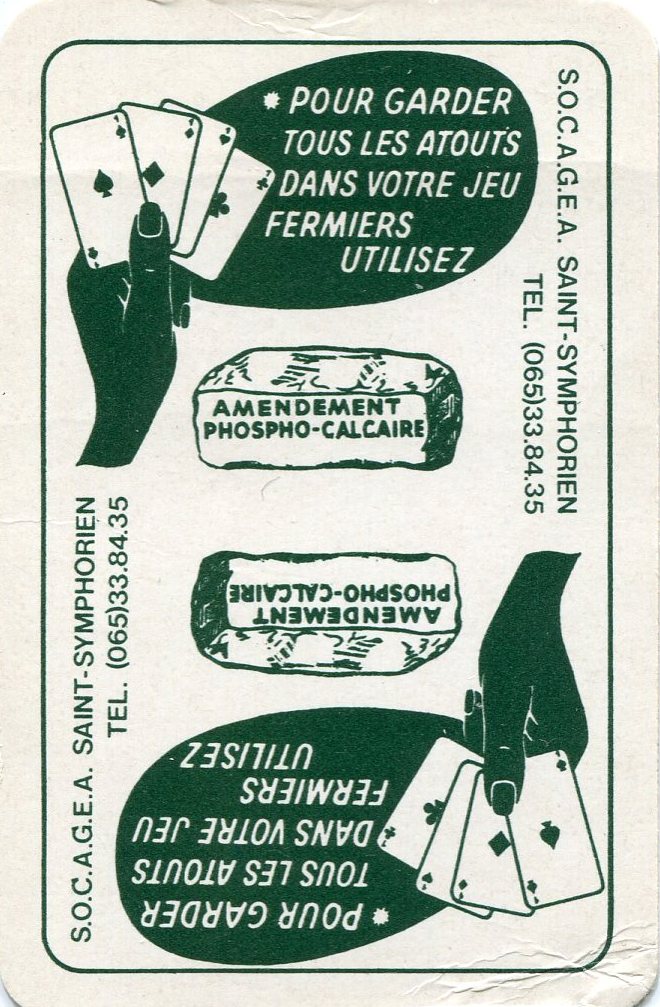 * POUR GARDER
TOUS LES ATOUTS
DANS VOTRE JEU
FERMIERS
UTILISEZ
AMENDEMENT
PHOSPHO-CALCAIRE
S.O.C.A.G.E.A. SAINT-SYMPHORIEN
TEL. (065)33.84.35
* POUR GARDER
TOUS LES ATOUTS
DANS VOTRE JEU
FERMIERS
UTILISEZ
AMENDEMENT
PHOSPHO-CALCAIRE
S.O.C.A.G.E.A. SAINT-SYMPHORIEN
TEL. (065)33.84.35